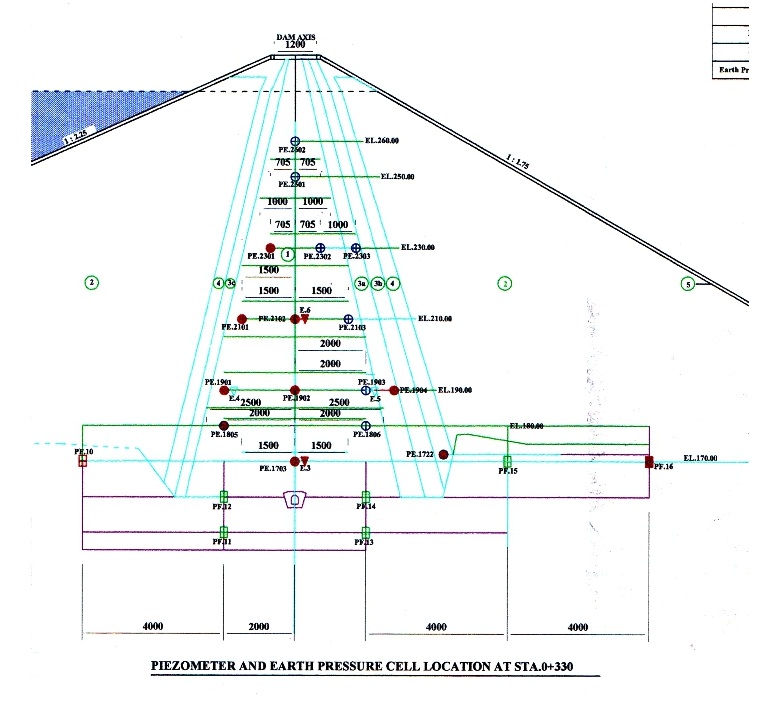 Earth Pr
DAM AXIS
1200
1 : 2.25
1 : 1.75
PE.2602
EL.260.00
705 705
PE.2501
EL.250.00
1000 1000
705 705 1000
EL.230.00
PE.2301 1 PE.2302 PE.2303
1500
2 4 3c 1500 1500 3a 3b 4 2 5
E.6
PE.2101 PE.2102 PE.2103 EL.210.00
2000
2000
PE.1901 PE.1903
E.4 PE.1902 E.5 PE.1904 EL.190.00
2500 2500
2000 2000
PE.1805 PE.1806 EL.180.00
1500 1500
PF.10 PE.1722
PE.1703 E.3 PF.15 PF.16 EL.170.00
PF.12 PF.14
PF.11 PF.13
4000 2000 4000 4000
PIEZOMETER AND EARTH PRESSURE CELL LOCATION AT STA.0+330